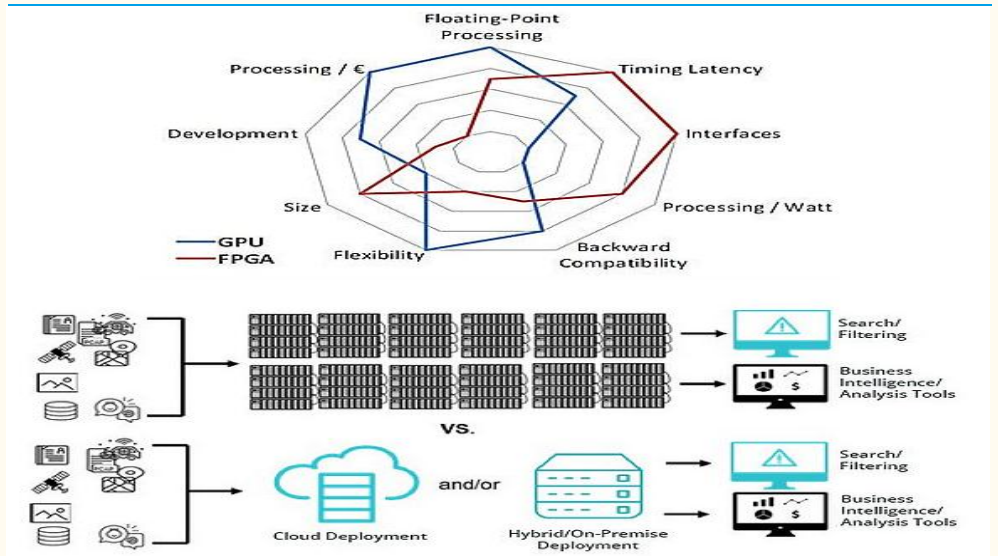 Floating-Point
Processing
Processing / €
Timing Latency
Development
Interfaces
Size
Processing / Watt
GPU
FPGA
Flexibility
Backward
Compatibility
Search/
Filtering
Business
Intelligence/
Analysis Tools
$
VS.
and/or
Cloud Deployment
Hybrid/On-Premise
Deployment
Search/
Filtering
Business
Intelligence/
Analysis Tools
$